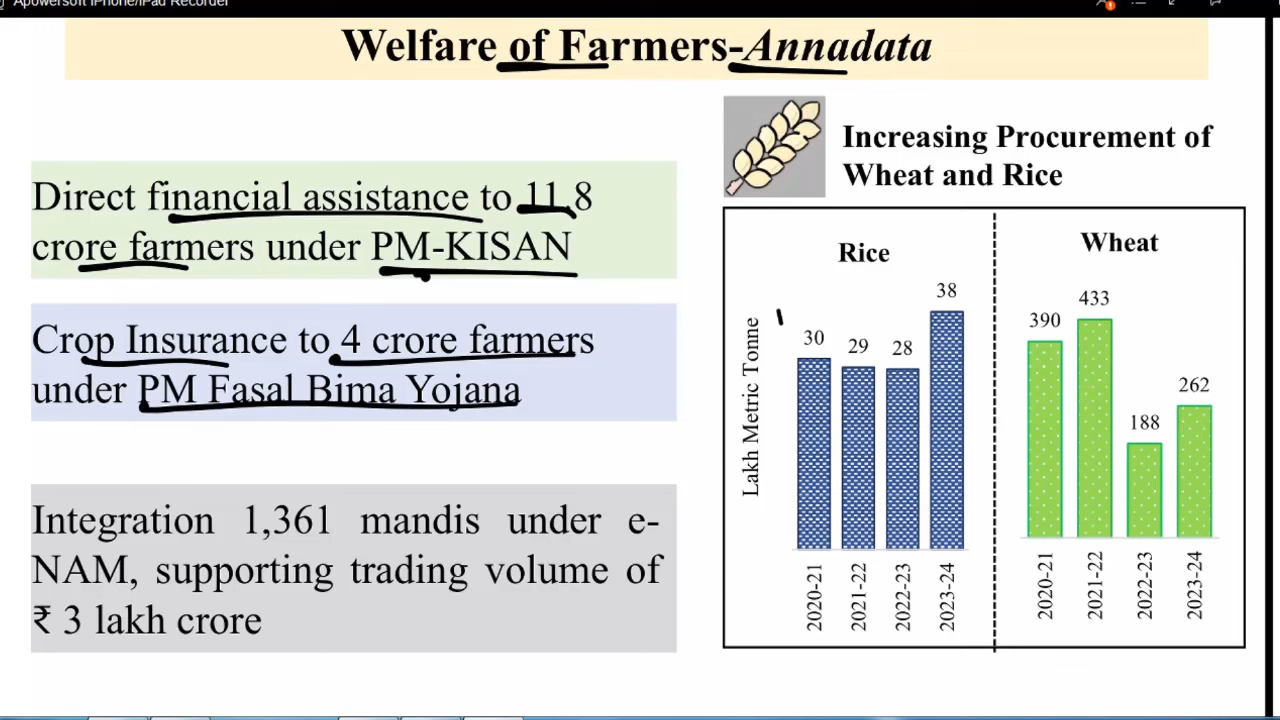 Apowersoft iPhone/iPad Recorder
Welfare of Farmers-Annadata
Direct financial assistance to 11.8
crore farmers under PM-KISAN
Crop Insurance to 4 crore farmers
under PM Fasal Bima Yojana
Integration 1,361 mandis under e-
NAM, supporting trading volume of
₹ 3 lakh crore
Increasing Procurement of
Wheat and Rice
Rice
Lakh Metric Tonne
30
29
28
38
2020-21
2021-22
2022-23
2023-24
Wheat
390
433
188
262
2020-21
2021-22
2022-23
2023-24